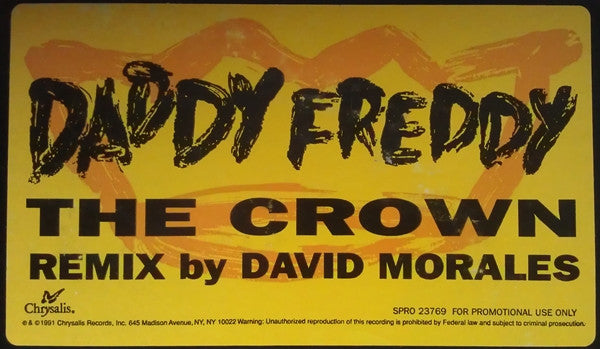 DADDY FREDDY
THE CROWN
REMIX by DAVID MORALES
Chrysalis®
SPRO 23769 FOR PROMOTIONAL USE ONLY
℗ & © 1991 Chrysalis Records, Inc. 645 Madison Avenue, NY, NY 10022 Warning: Unauthorized reproduction of this recording is prohibited by Federal law and subject to criminal prosecution.